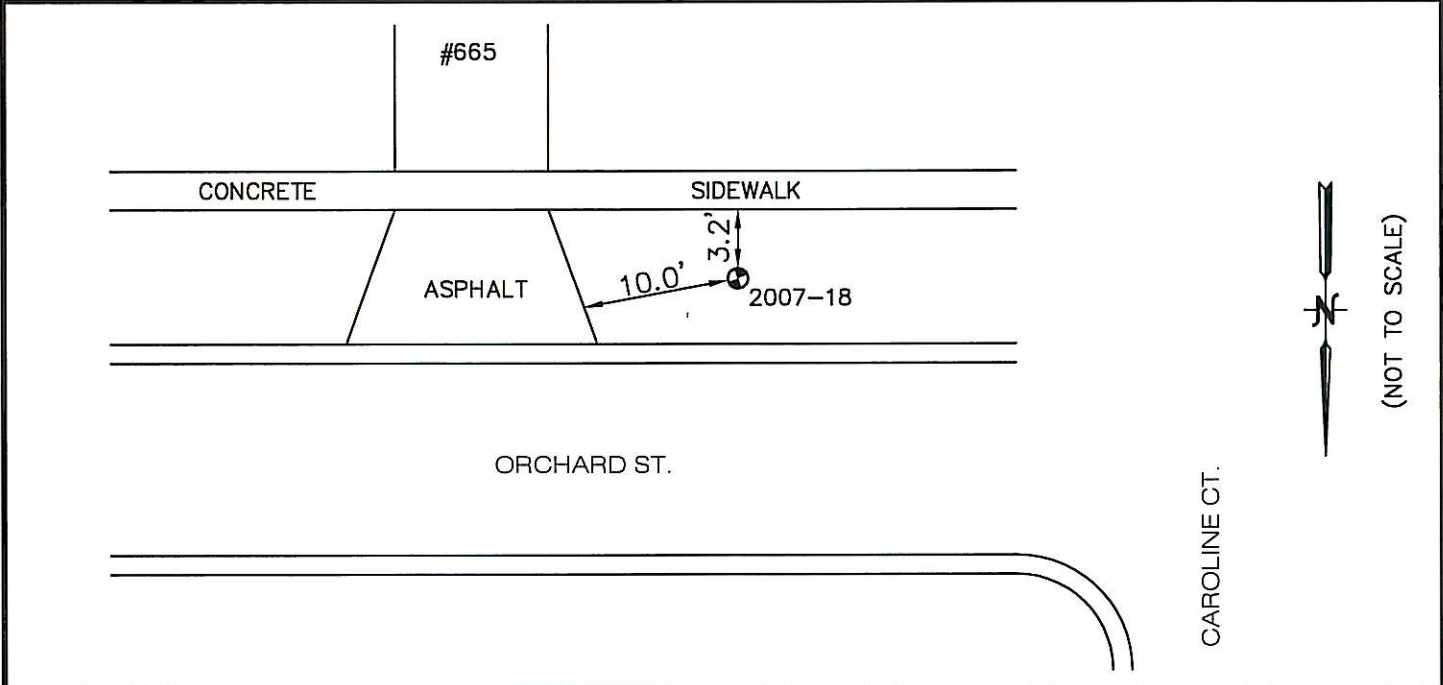 #665
CONCRETE SIDEWALK
3.2'
ASPHALT
10.0'
2007-18
N
(NOT TO SCALE)
ORCHARD ST.
CAROLINE CT.